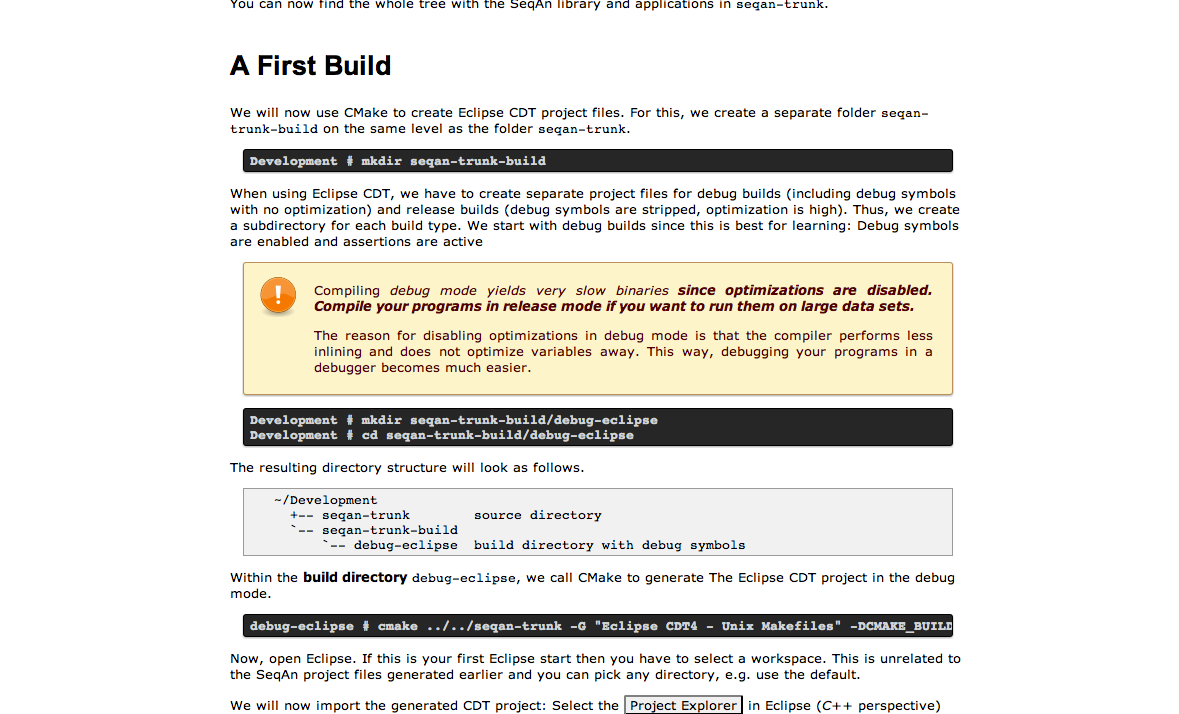 You can now find the whole tree with the SeqAn library and applications in seqan-trunk.
A First Build
We will now use CMake to create Eclipse CDT project files. For this, we create a separate folder seqan-
trunk-build on the same level as the folder seqan-trunk.
Development # mkdir seqan-trunk-build
When using Eclipse CDT, we have to create separate project files for debug builds (including debug symbols
with no optimization) and release builds (debug symbols are stripped, optimization is high). Thus, we create
a subdirectory for each build type. We start with debug builds since this is best for learning: Debug symbols
are enabled and assertions are active
!
Compiling debug mode yields very slow binaries since optimizations are disabled.
Compile your programs in release mode if you want to run them on large data sets.
The reason for disabling optimizations in debug mode is that the compiler performs less
inlining and does not optimize variables away. This way, debugging your programs in a
debugger becomes much easier.
Development # mkdir seqan-trunk-build/debug-eclipse
Development # cd seqan-trunk-build/debug-eclipse
The resulting directory structure will look as follows.
~/Development
+-- seqan-trunk source directory
`-- seqan-trunk-build
`-- debug-eclipse build directory with debug symbols
Within the build directory debug-eclipse, we call CMake to generate The Eclipse CDT project in the debug
mode.
debug-eclipse # cmake ../../seqan-trunk -G "Eclipse CDT4 - Unix Makefiles" -DCMAKE_BUILD
Now, open Eclipse. If this is your first Eclipse start then you have to select a workspace. This is unrelated to
the SeqAn project files generated earlier and you can pick any directory, e.g. use the default.
We will now import the generated CDT project: Select the Project Explorer in Eclipse (C++ perspective)